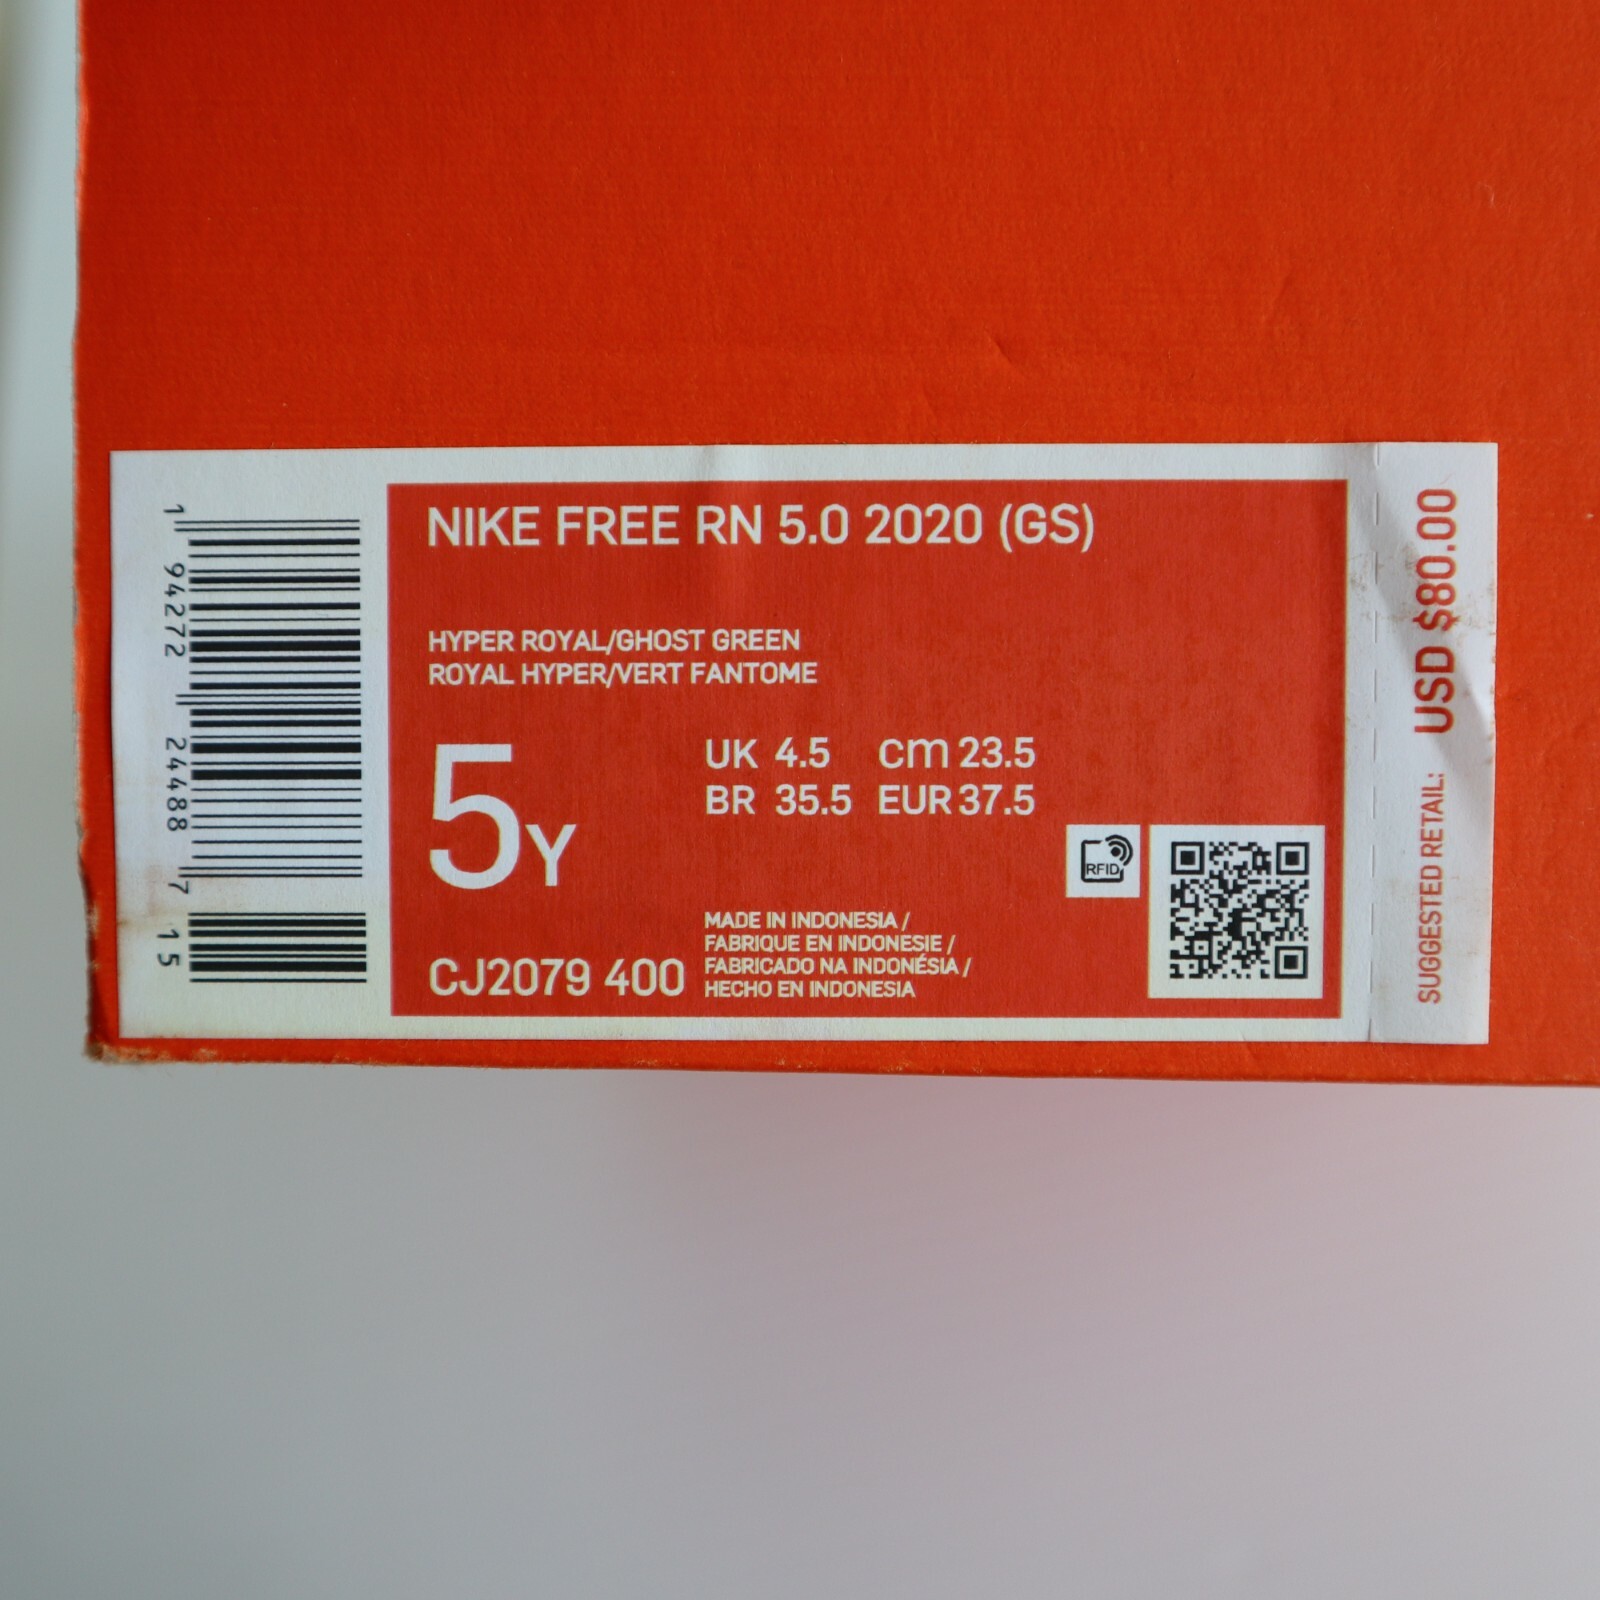 1 94272 24488 7 15
NIKE FREE RN 5.0 2020 (GS)
HYPER ROYAL/GHOST GREEN
ROYAL HYPER/VERT FANTOME
5Y
UK 4.5 cm 23.5
BR 35.5 EUR 37.5
CJ2079 400
MADE IN INDONESIA /
FABRIQUE EN INDONESIE /
FABRICADO NA INDONÉSIA /
HECHO EN INDONESIA
RFID
SUGGESTED RETAIL: USD $80.00